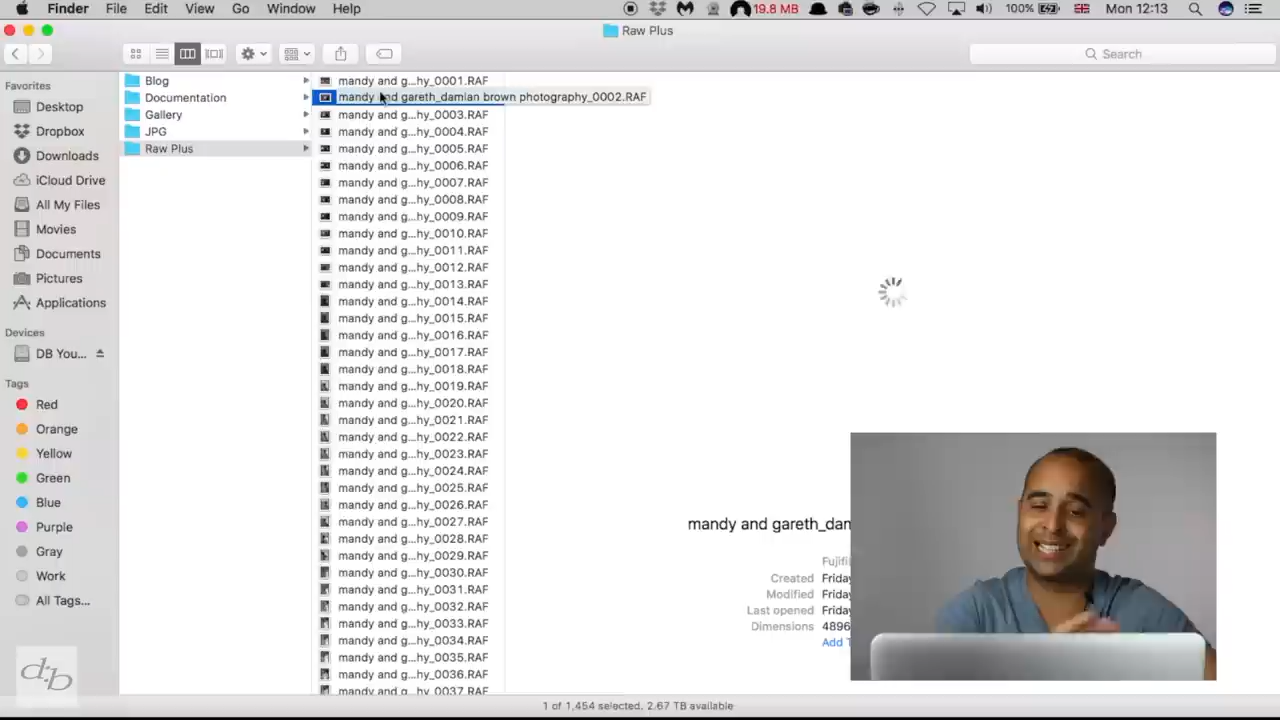 Finder File Edit View Go Window Help 19.8 MB 100% Mon 12:13
Raw Plus
Search
Favorites
Desktop
Dropbox
Downloads
iCloud Drive
All My Files
Movies
Documents
Pictures
Applications
Devices
DB You...
Tags
Red
Orange
Yellow
Green
Blue
Purple
Gray
Work
All Tags...
Blog
Documentation
Gallery
JPG
Raw Plus
mandy and g...hy_0001.RAF
mandy and gareth_damian brown photography_0002.RAF
mandy and g...hy_0003.RAF
mandy and g...hy_0004.RAF
mandy and g...hy_0005.RAF
mandy and g...hy_0006.RAF
mandy and g...hy_0007.RAF
mandy and g...hy_0008.RAF
mandy and g...hy_0009.RAF
mandy and g...hy_0010.RAF
mandy and g...hy_0011.RAF
mandy and g...hy_0012.RAF
mandy and g...hy_0013.RAF
mandy and g...hy_0014.RAF
mandy and g...hy_0015.RAF
mandy and g...hy_0016.RAF
mandy and g...hy_0017.RAF
mandy and g...hy_0018.RAF
mandy and g...hy_0019.RAF
mandy and g...hy_0020.RAF
mandy and g...hy_0021.RAF
mandy and g...hy_0022.RAF
mandy and g...hy_0023.RAF
mandy and g...hy_0024.RAF
mandy and g...hy_0025.RAF
mandy and g...hy_0026.RAF
mandy and g...hy_0027.RAF
mandy and g...hy_0028.RAF
mandy and g...hy_0029.RAF
mandy and g...hy_0030.RAF
mandy and g...hy_0031.RAF
mandy and g...hy_0032.RAF
mandy and g...hy_0033.RAF
mandy and g...hy_0034.RAF
mandy and g...hy_0035.RAF
mandy and g...hy_0036.RAF
mandy and g...hy_0037.RAF
mandy and gareth_dam
Fujifi
Created Friday
Modified Friday
Last opened Friday
Dimensions 4896
Add T
d:b
1 of 1,454 selected, 2.67 TB available